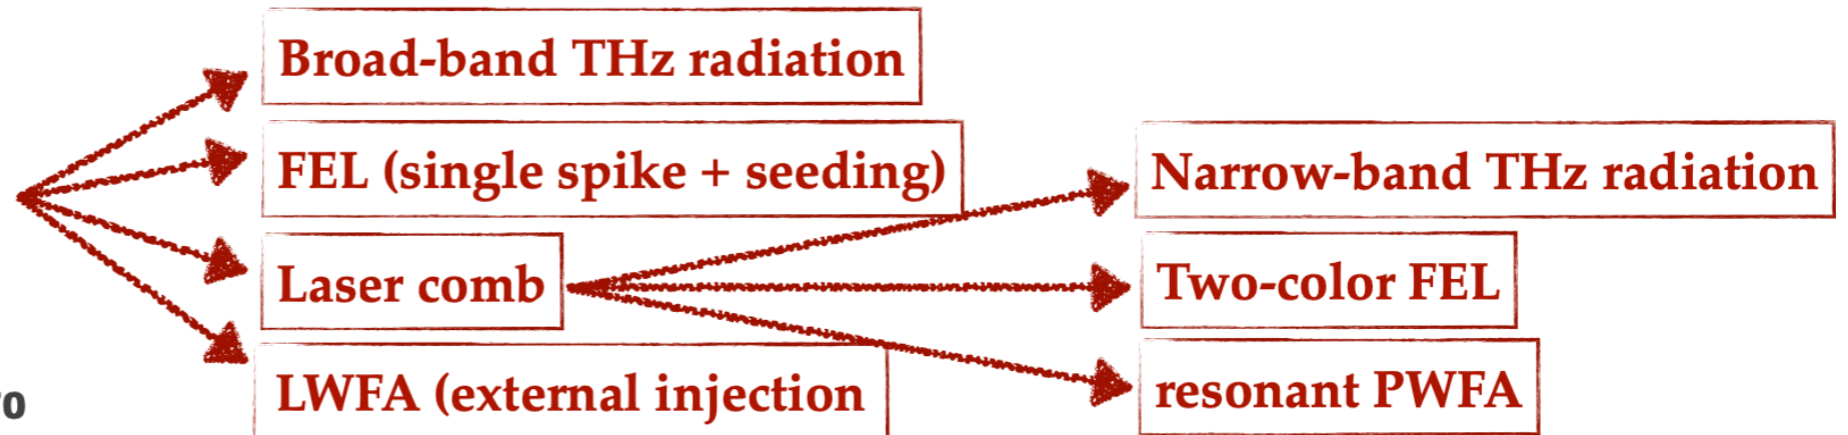 Broad-band THz radiation
FEL (single spike + seeding)
Narrow-band THz radiation
Laser comb
Two-color FEL
LWFA (external injection
resonant PWFA